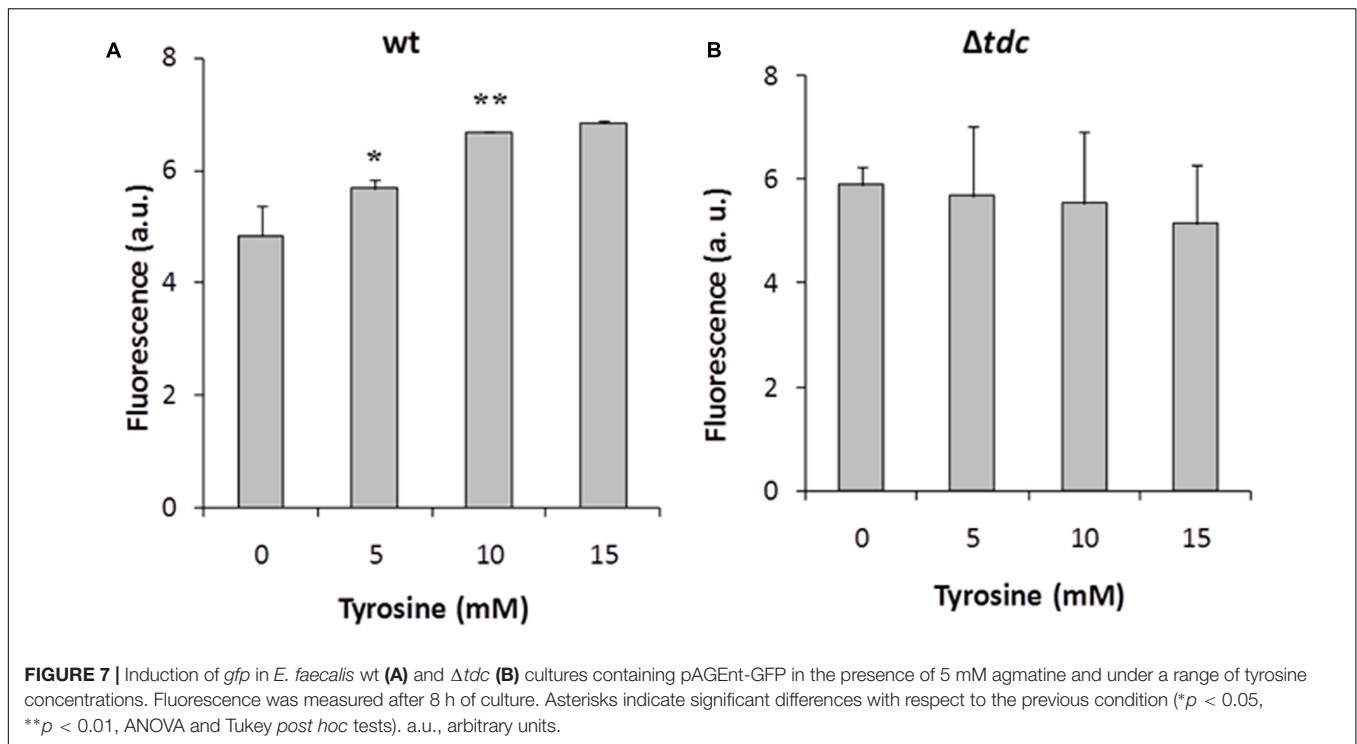 A
wt
8
6
4
2
0
Fluorescence (a.u.)
*
**
0 5 10 15
Tyrosine (mM)
B
Δtdc
8
6
4
2
0
Fluorescence (a. u.)
0 5 10 15
Tyrosine (mM)
FIGURE 7 | Induction of gfp in E. faecalis wt (A) and Δtdc (B) cultures containing pAGEnt-GFP in the presence of 5 mM agmatine and under a range of tyrosine
concentrations. Fluorescence was measured after 8 h of culture. Asterisks indicate significant differences with respect to the previous condition (*p < 0.05,
**p < 0.01, ANOVA and Tukey post hoc tests). a.u., arbitrary units.